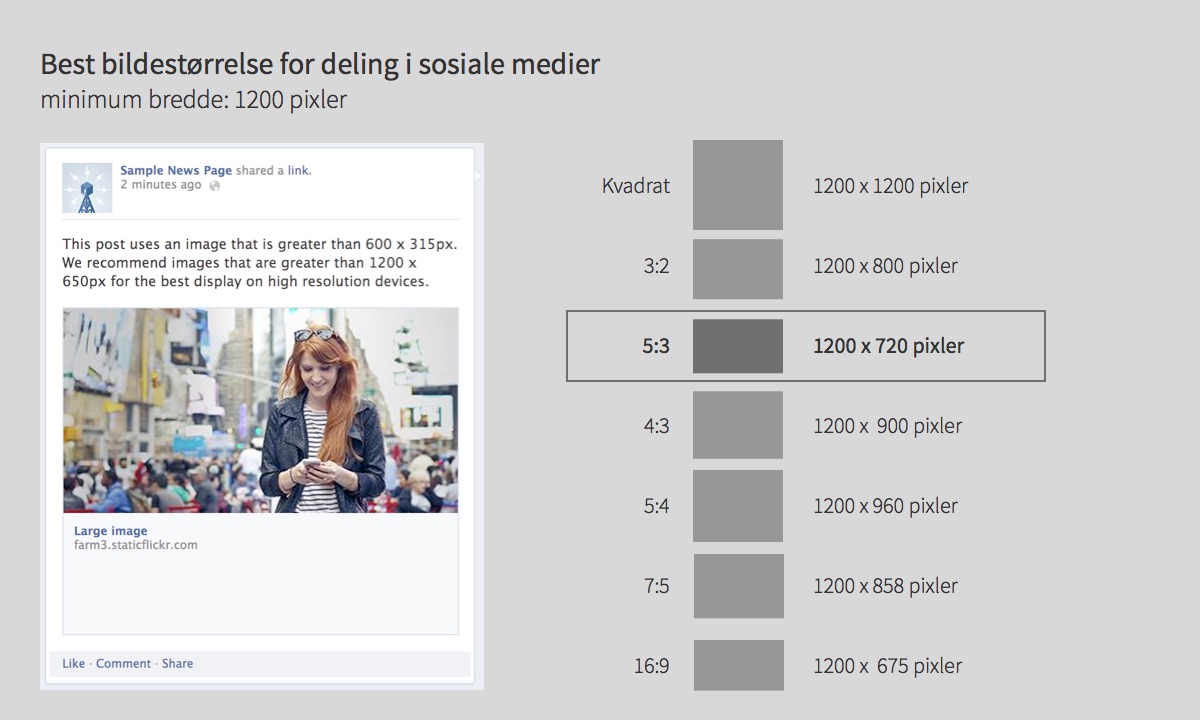 Best bildestørrelse for deling i sosiale medier
minimum bredde: 1200 pixler
Sample News Page shared a link.
2 minutes ago
This post uses an image that is greater than 600 x 315px.
We recommend images that are greater than 1200 x
650px for the best display on high resolution devices.
Large image
farm3.staticflickr.com
Like · Comment · Share
Kvadrat 1200 x 1200 pixler
3:2 1200 x 800 pixler
5:3 1200 x 720 pixler
4:3 1200 x 900 pixler
5:4 1200 x 960 pixler
7:5 1200 x 858 pixler
16:9 1200 x 675 pixler